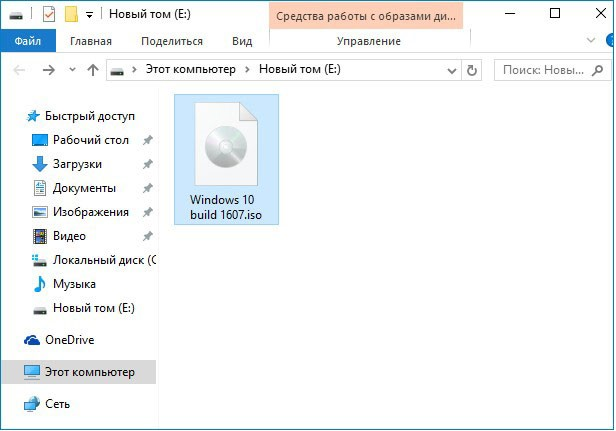 Новый том (E:)
Средства работы с образами ди...
Файл
Главная
Поделиться
Вид
Управление
Этот компьютер
Новый том (E:)
Поиск: Новы...
Быстрый доступ
Рабочий стол
Загрузки
Документы
Изображения
Видео
Локальный диск (C
Музыка
Новый том (E:)
OneDrive
Этот компьютер
Сеть
Windows 10
build 1607.iso